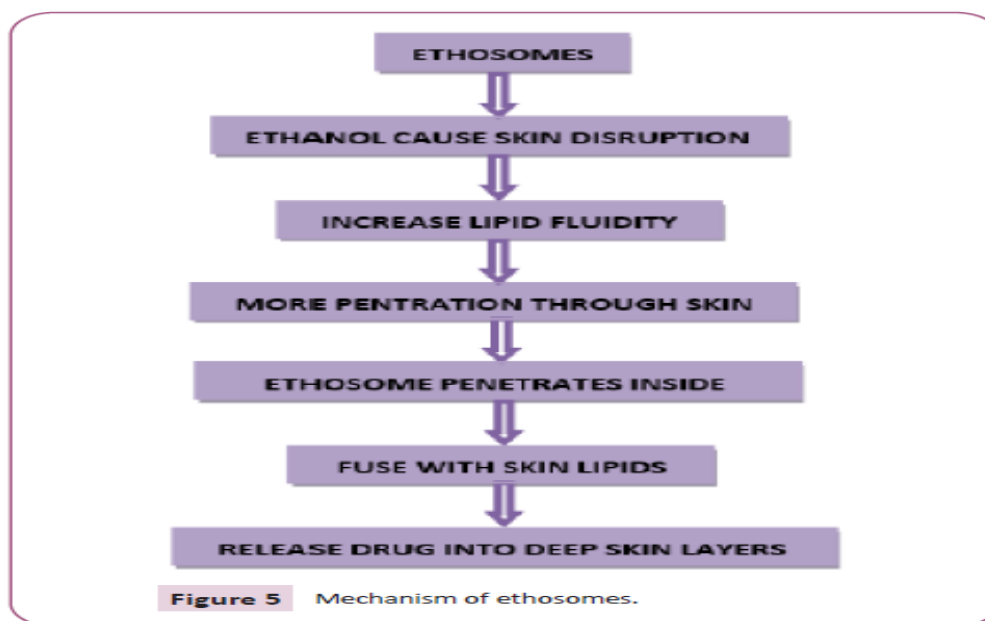 ETHOSOMES
ETHANOL CAUSE SKIN DISRUPTION
INCREASE LIPID FLUIDITY
MORE PENTRATION THROUGH SKIN
ETHOSOME PENETRATES INSIDE
FUSE WITH SKIN LIPIDS
RELEASE DRUG INTO DEEP SKIN LAYERS
Figure 5 Mechanism of ethosomes.